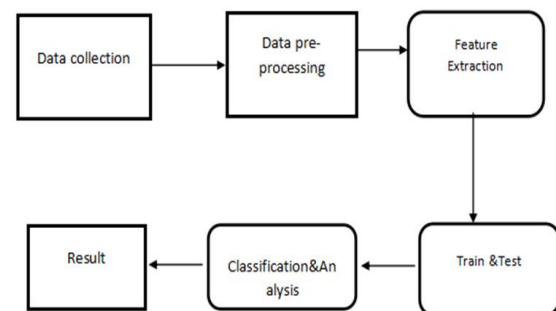 Data collection
Data pre-
processing
Feature
Extraction
Train &Test
Classification&An
alysis
Result